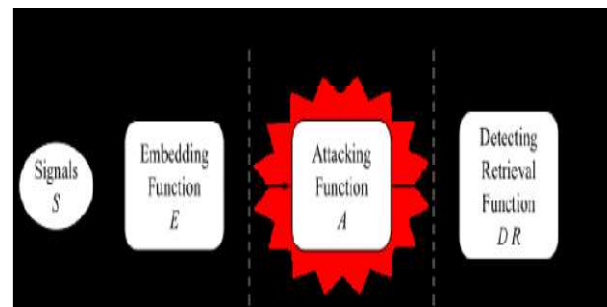 Signals
S
Embedding
Function
E
Attacking
Function
A
Detecting
Retrieval
Function
D R